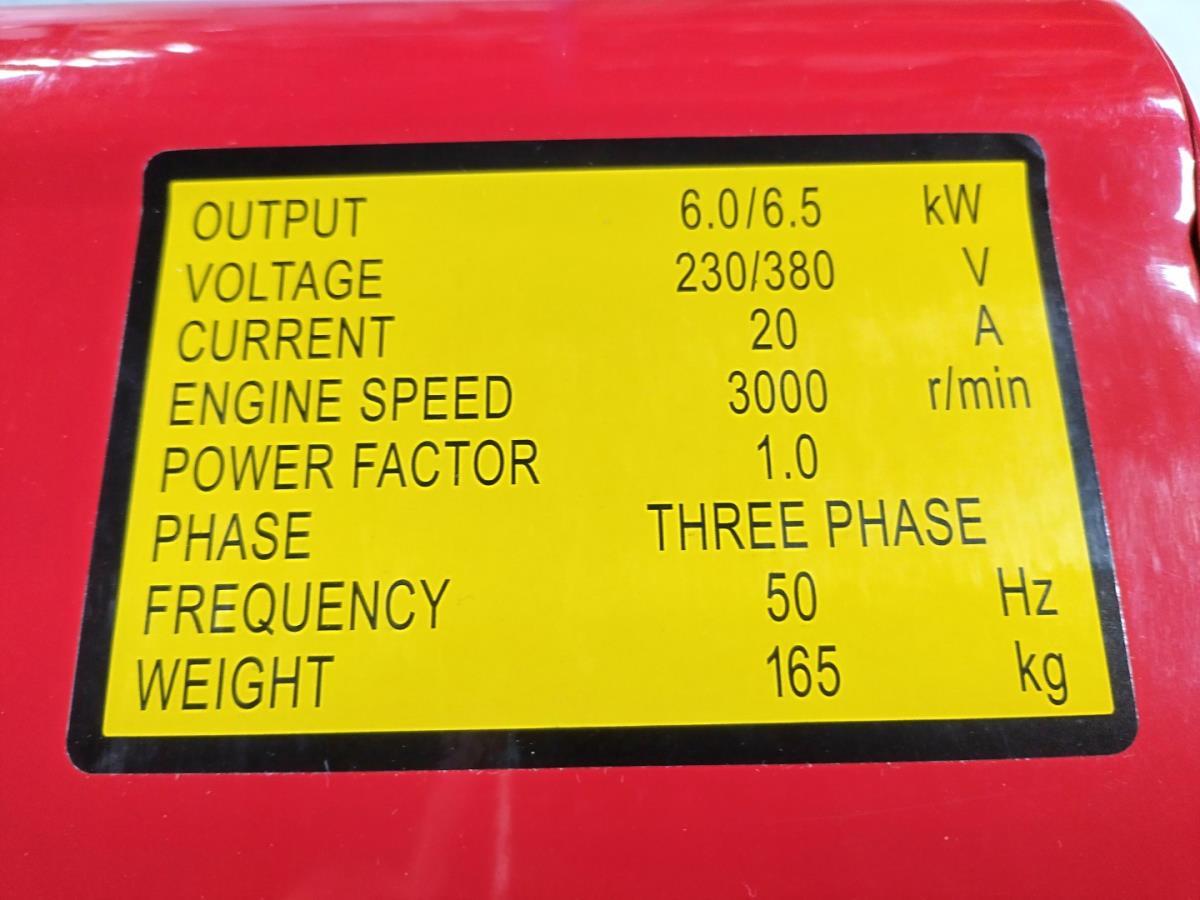 OUTPUT 6.0/6.5 kW
VOLTAGE 230/380 V
CURRENT 20 A
ENGINE SPEED 3000 r/min
POWER FACTOR 1.0
PHASE THREE PHASE
FREQUENCY 50 Hz
WEIGHT 165 kg